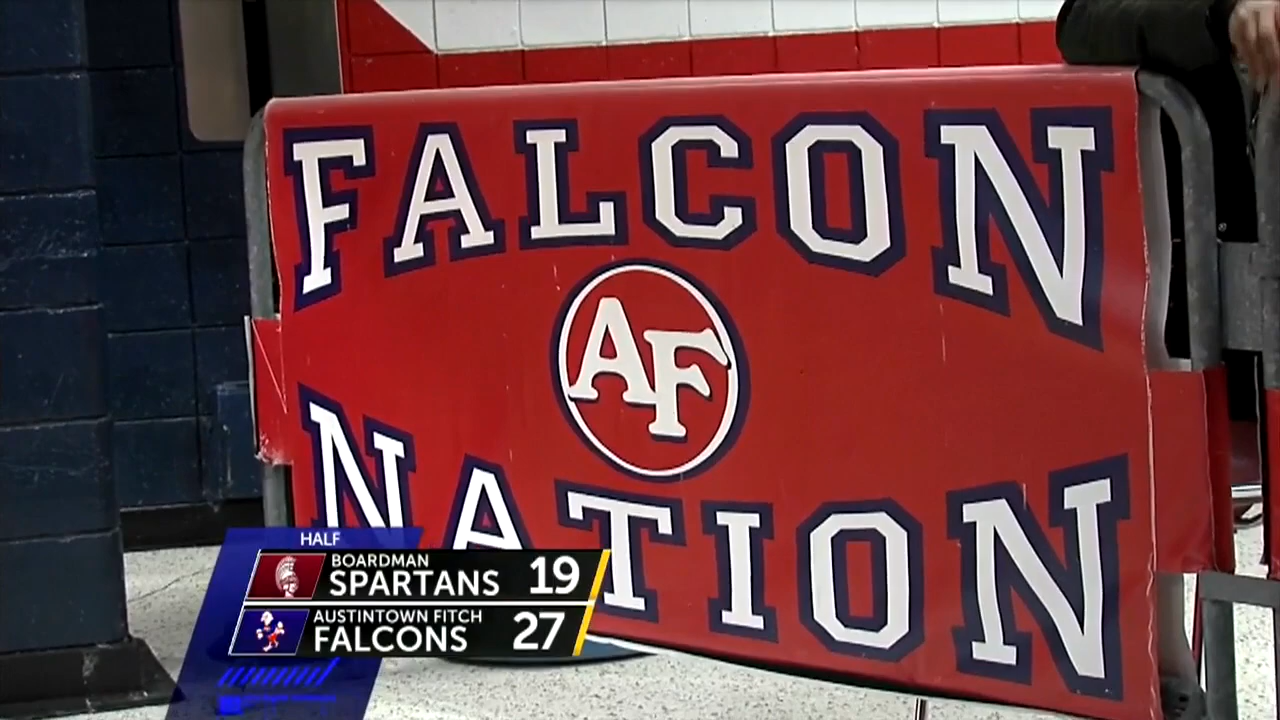 FALCON
AF
NATION
HALF
BOARDMAN
SPARTANS 19
AUSTINTOWN FITCH
FALCONS 27